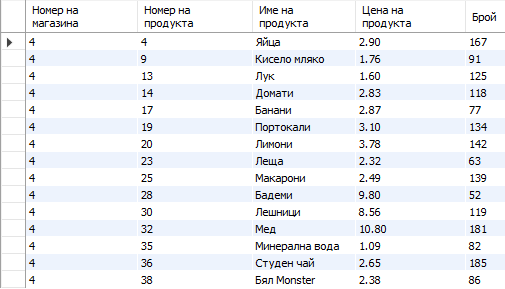 Номер на магазина Номер на продукта Име на продукта Цена на продукта Брой
4 4 Яйца 2.90 167
4 9 Кисело мляко 1.76 91
4 13 Лук 1.60 125
4 14 Домати 2.83 118
4 17 Банани 2.87 77
4 19 Портокали 3.10 134
4 20 Лимони 3.78 142
4 23 Леща 2.32 63
4 25 Макарони 2.49 139
4 28 Бадеми 9.80 52
4 30 Лешници 8.56 119
4 32 Мед 10.80 181
4 35 Минерална вода 1.09 82
4 36 Студен чай 2.65 185
4 38 Бял Monster 2.38 86